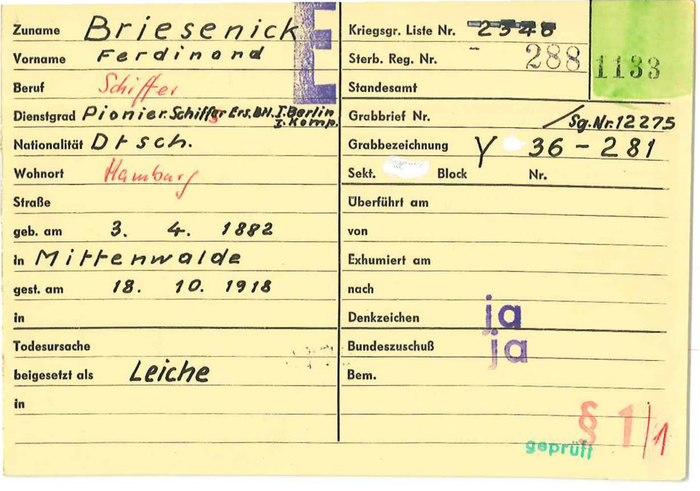 Zuname Briesenick
Vorname Ferdinand
Beruf Schiffer
Dienstgrad Pionier. Schiffer Ers. Btl. I. Berlin
I. Komp.
Nationalität Dtsch.
Wohnort Hamburg
Straße
geb. am 3. 4. 1882
in Mittenwalde
gest. am 18. 10. 1918
in
Todesursache
beigesetzt als Leiche
in
E
Kriegsgr. Liste Nr. 2348
Sterb. Reg. Nr. 288
1133
Standesamt
Grabbrief Nr. /Sg.Nr.12275
Grabbezeichnung Y 36-281
Sekt. Block Nr.
Überführt am
von
Exhumiert am
nach
Denkzeichen ja
Bundeszuschuß ja
Bem.
§ 1/1
geprüft